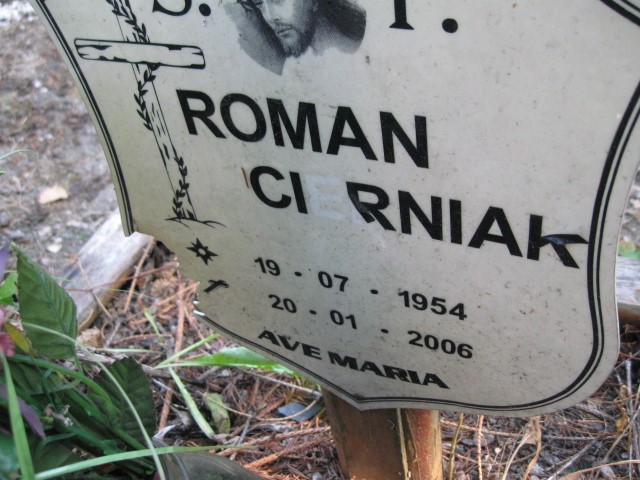 Ś. P.
ROMAN
CIERNIAK
19 - 07 - 1954
20 - 01 - 2006
AVE MARIA